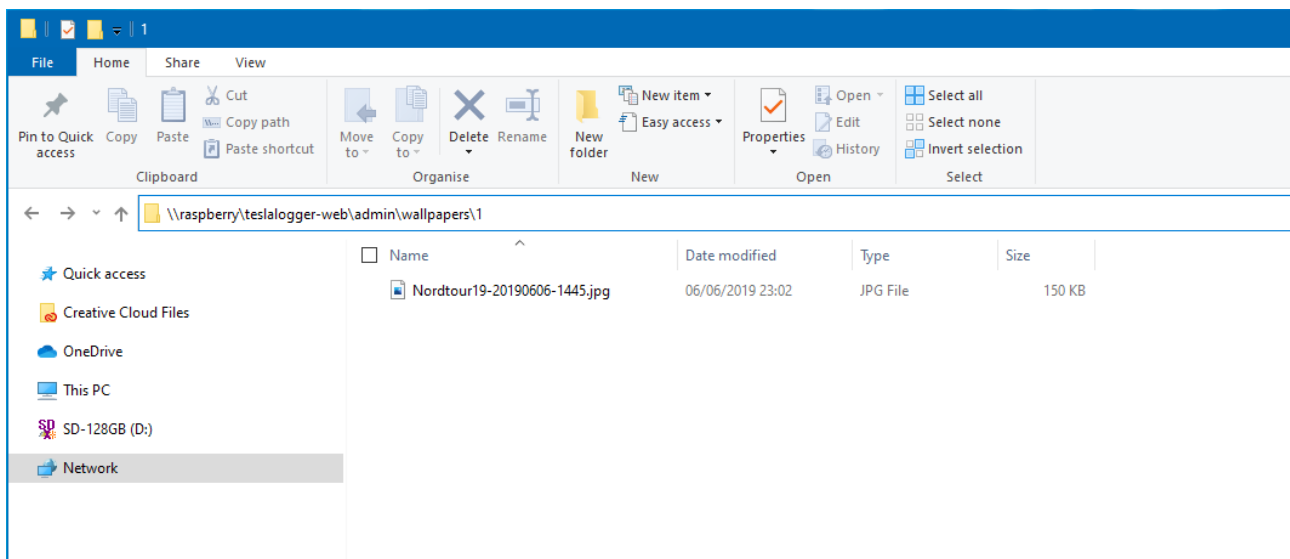 1
File Home Share View
Pin to Quick access
Copy
Paste
Cut
Copy path
Paste shortcut
Clipboard
Move to
Copy to
Delete
Rename
Organise
New folder
New item
Easy access
New
Properties
Open
Edit
History
Open
Select all
Select none
Invert selection
Select
\\raspberry\teslalogger-web\admin\wallpapers\1
Quick access
Creative Cloud Files
OneDrive
This PC
SD-128GB (D:)
Network
Name Date modified Type Size
Nordtour19-20190606-1445.jpg 06/06/2019 23:02 JPG File 150 KB